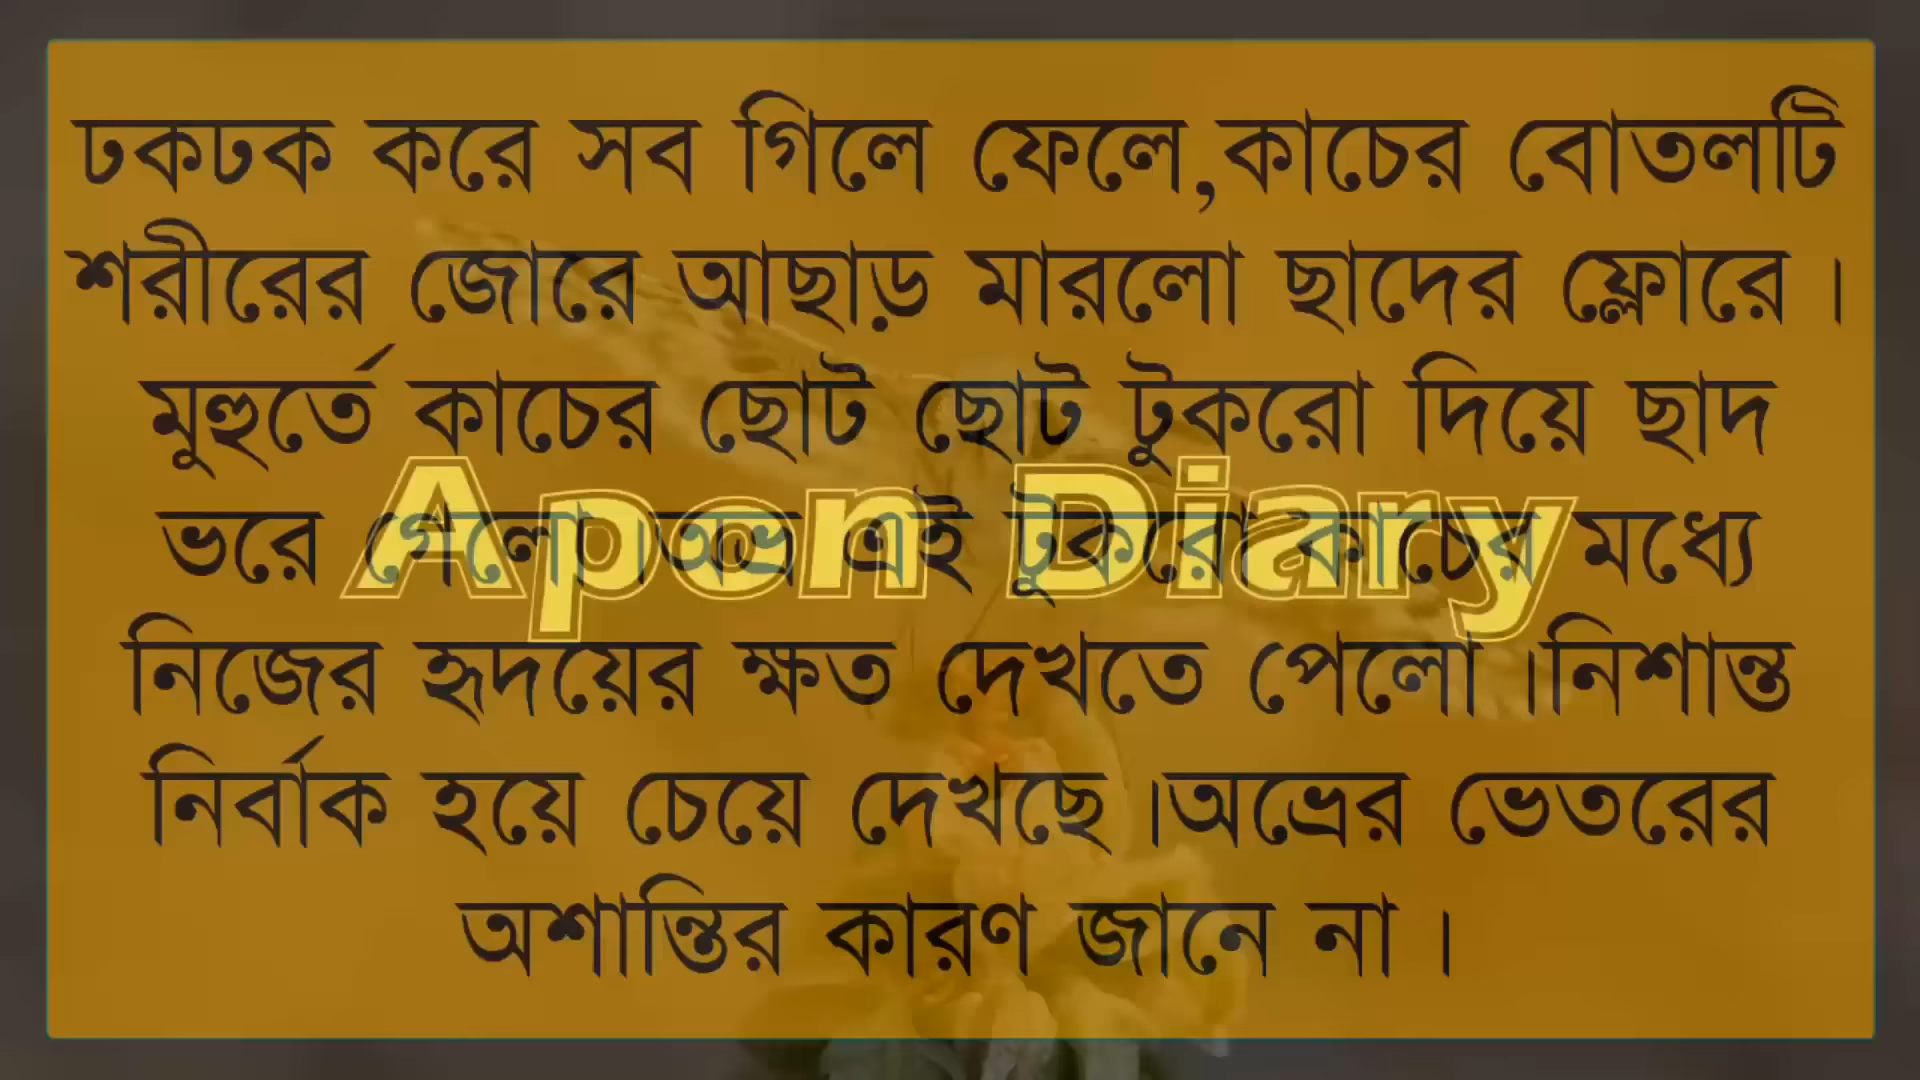 ঢকঢক করে সব গিলে ফেলে,কাচের বোতলটি
শরীরের জোরে আছাড় মারলো ছাদের ফ্লোরে।
মুহুর্তে কাচের ছোট ছোট টুকরো দিয়ে ছাদ
ভরে গেলো।অভ্র এই টুকরো কাচের মধ্যে
Apon Diary
নিজের হৃদয়ের ক্ষত দেখতে পেলো।নিশান্ত
নির্বাক হয়ে চেয়ে দেখছে।অভ্রের ভেতরের
অশান্তির কারণ জানে না।